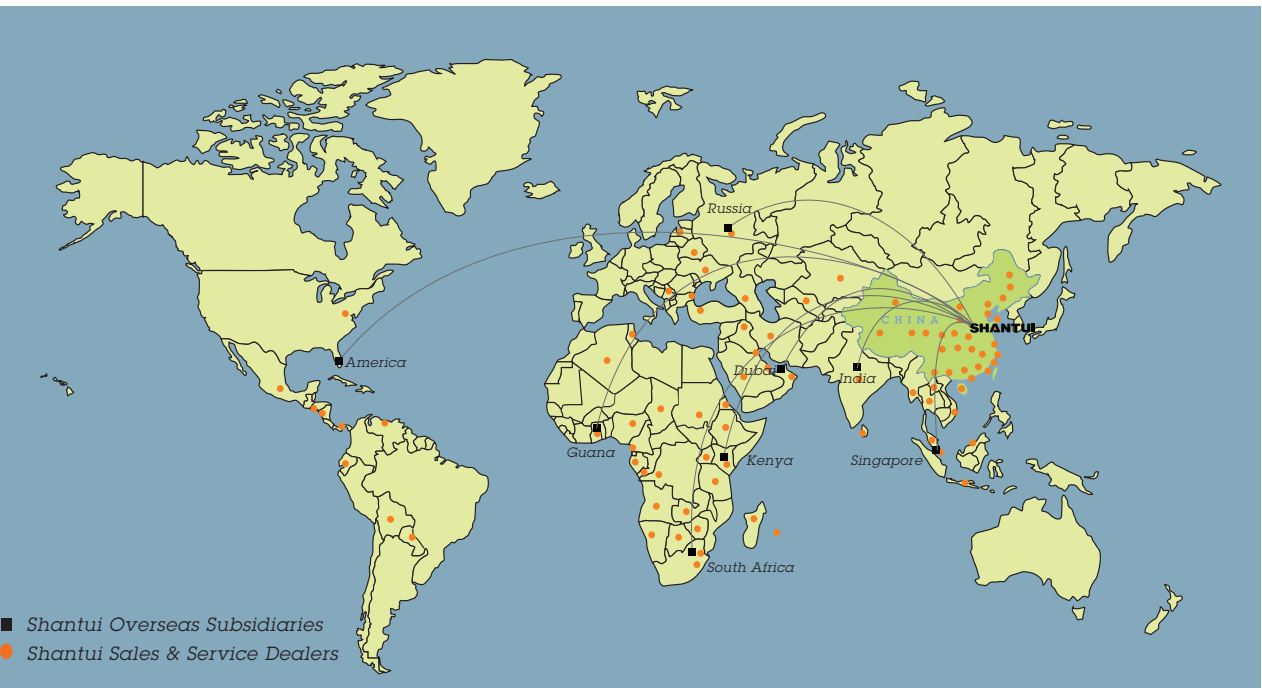 Russia
CHINA
SHANTUI
America
Dubai
India
Guana
Kenya
Singapore
South Africa
Shantui Overseas Subsidiaries
Shantui Sales & Service Dealers